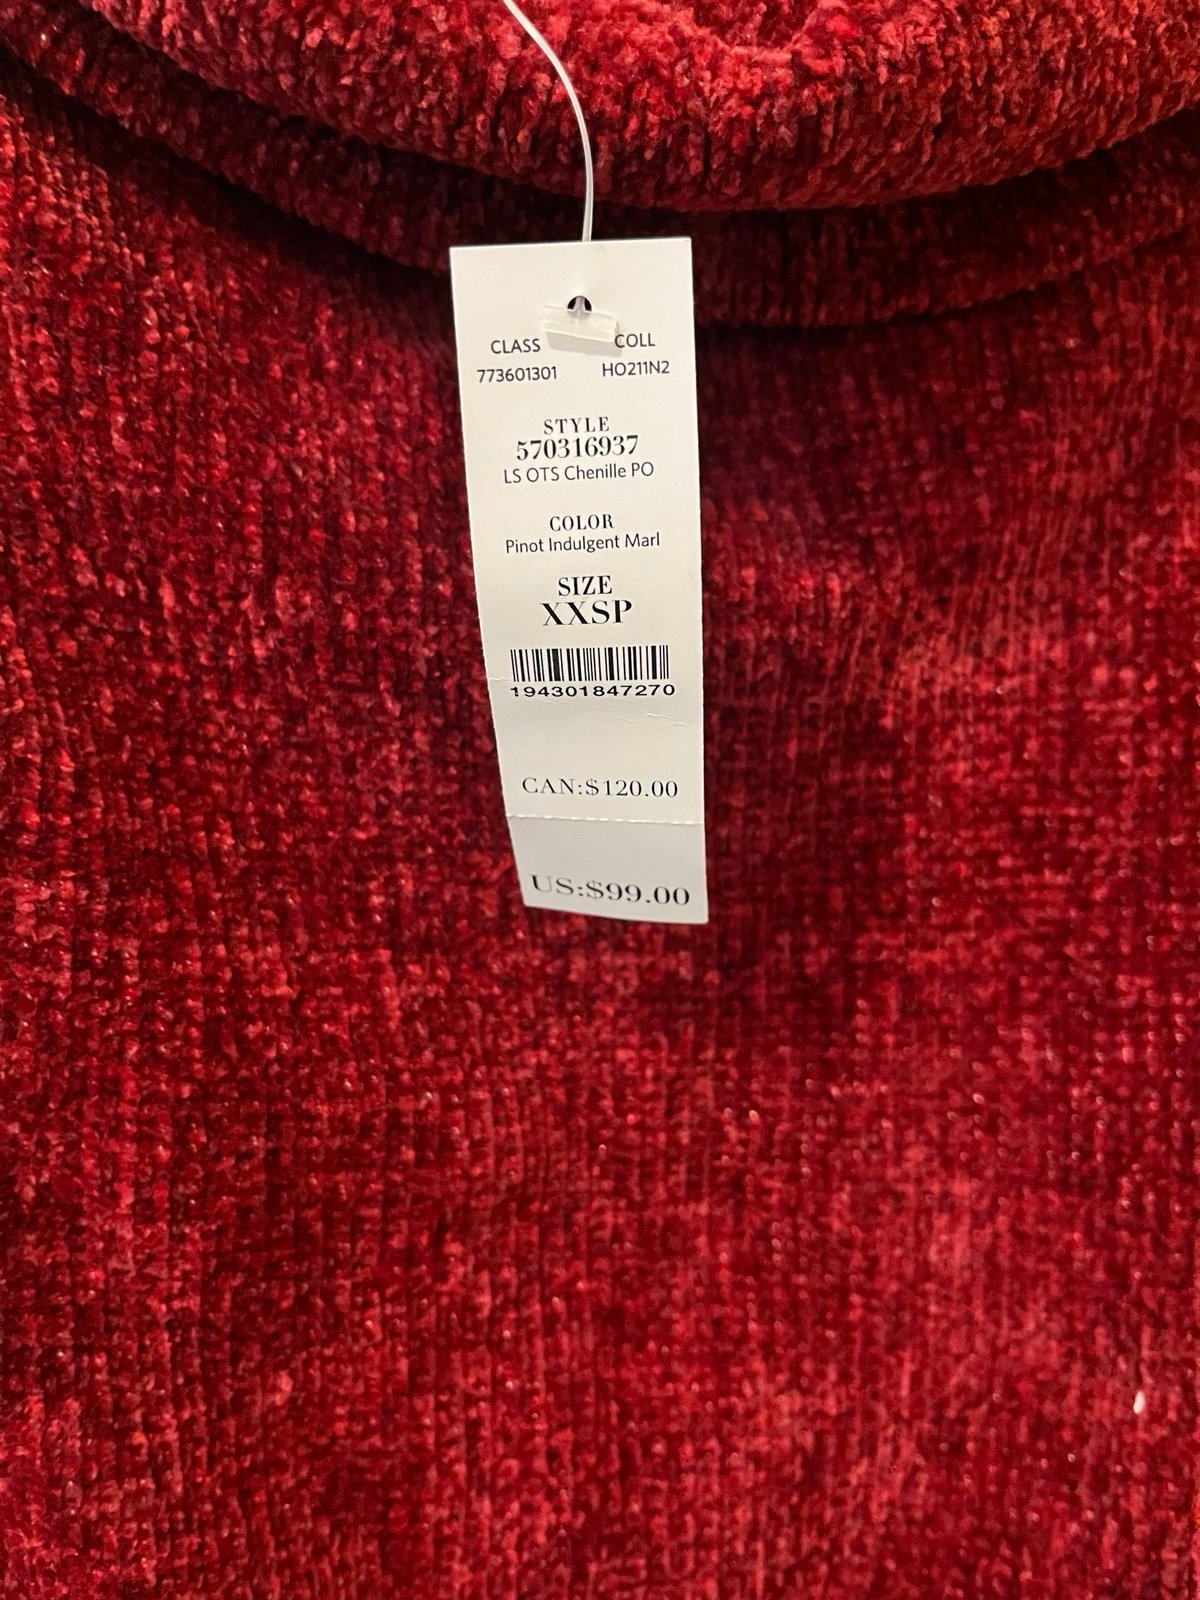 CLASS COLL
773601301 HO211N2
STYLE
570316937
LS OTS Chenille PO
COLOR
Pinot Indulgent Marl
SIZE
XXSP
194301847270
CAN:$120.00
US:$99.00